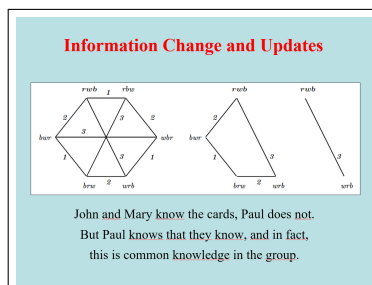 Information Change and Updates
rwb 1 rbw rwb rwb
2 3 2 2
bwr 3 wbr bwr
1 3 1 1 3 3
brw 2 wrb brw 2 wrb wrb
John and Mary know the cards, Paul does not.
But Paul knows that they know, and in fact,
this is common knowledge in the group.